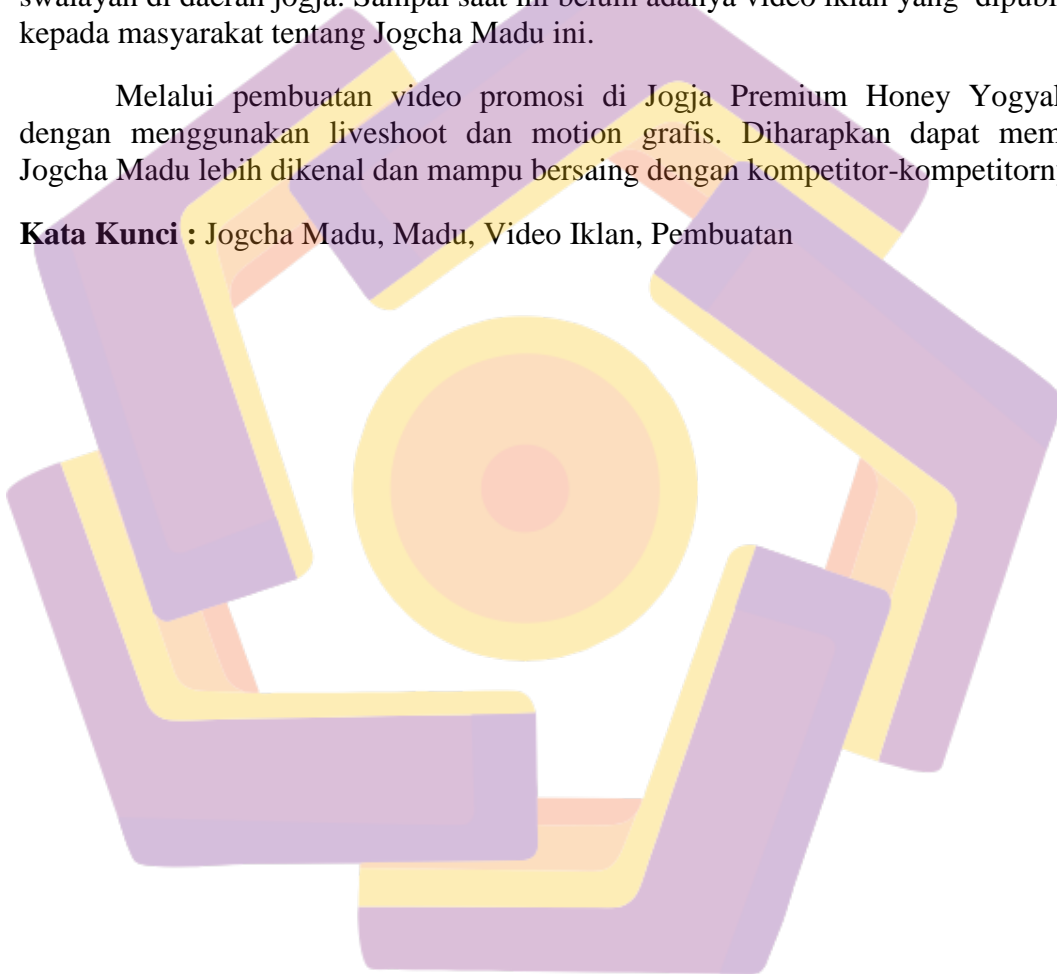 swalayan di daerah jogja. Sampai saat ini belum adanya video iklan yang dipub
kepada masyarakat tentang Jogcha Madu ini.
Melalui pembuatan video promosi di Jogja Premium Honey Yogya
dengan menggunakan liveshoot dan motion grafis. Diharapkan dapat mem
Jogcha Madu lebih dikenal dan mampu bersaing dengan kompetitor-kompetitorn
Kata Kunci : Jogcha Madu, Madu, Video Iklan, Pembuatan